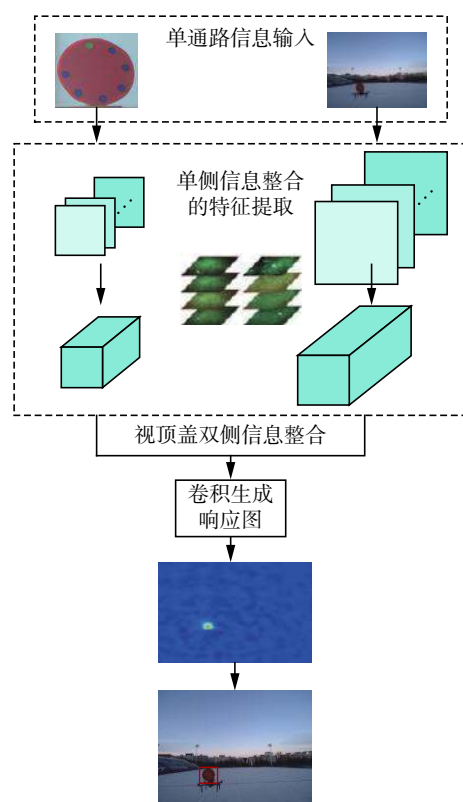 单通路信息输入
单侧信息整合
的特征提取
视顶盖双侧信息整合
卷积生成
响应图